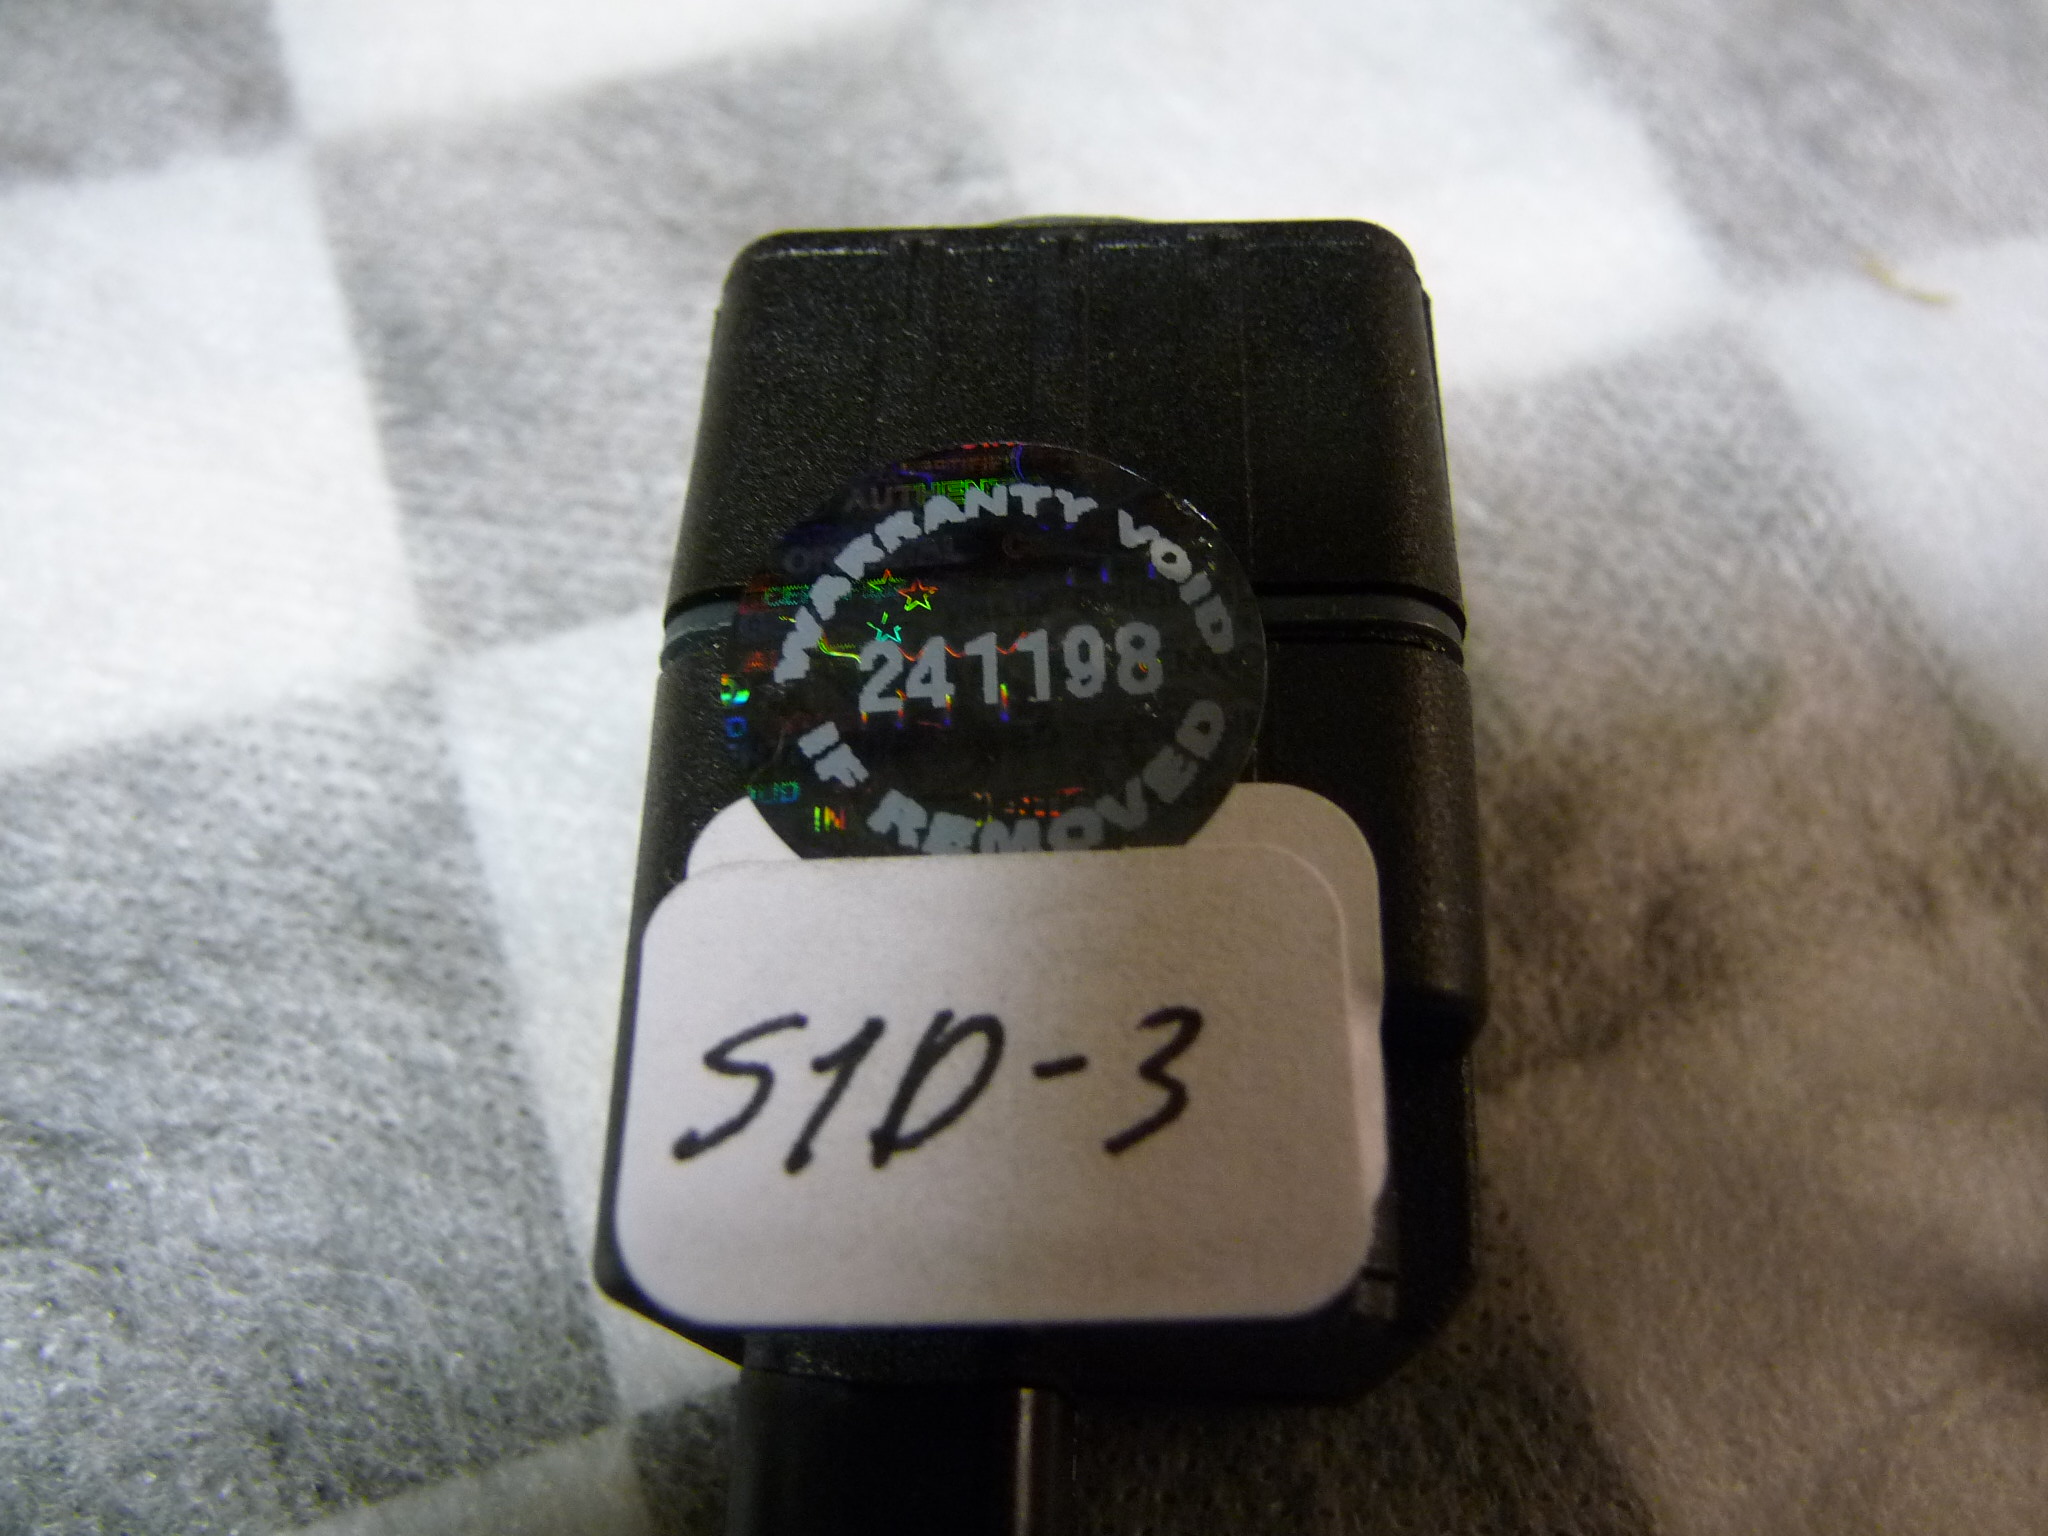 WARRANTY VOID
241198
IF REMOVED
S1D-3